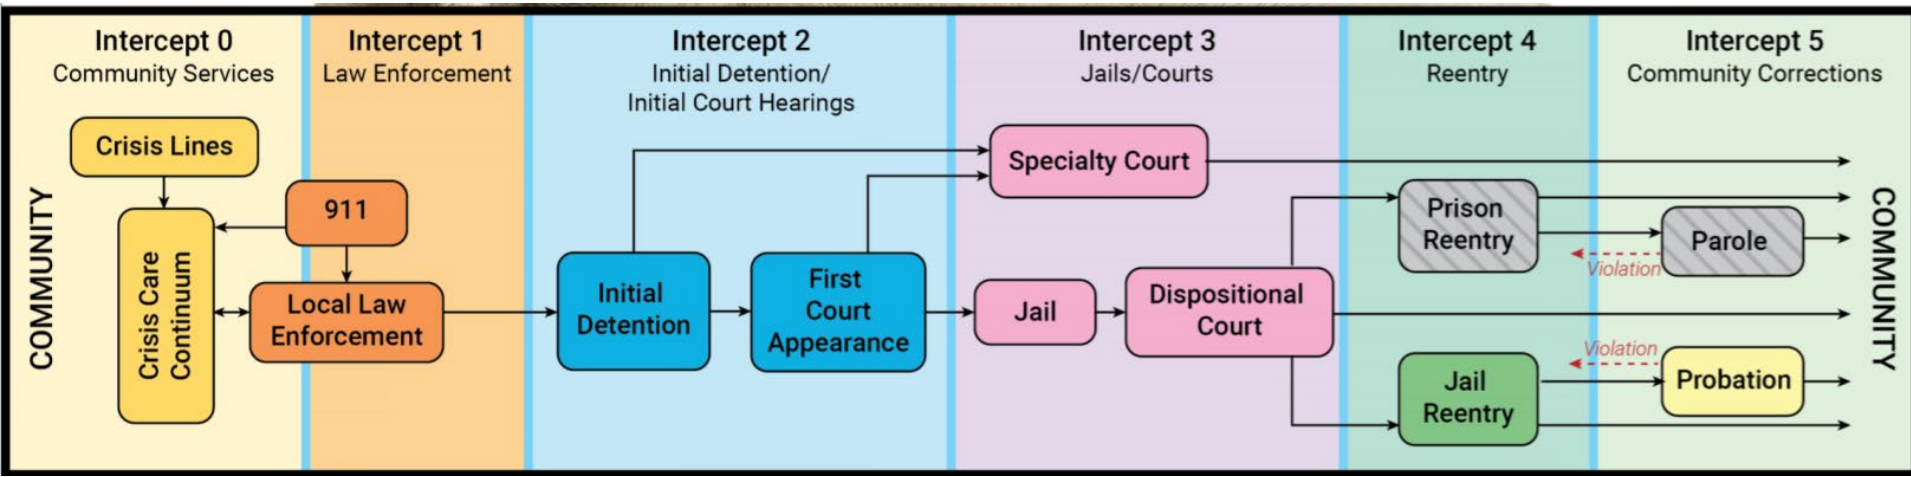 Intercept 0
Community Services
Intercept 1
Law Enforcement
Intercept 2
Initial Detention/
Initial Court Hearings
Intercept 3
Jails/Courts
Intercept 4
Reentry
Intercept 5
Community Corrections
COMMUNITY
Crisis Lines
Crisis Care
Continuum
911
Local Law
Enforcement
Initial
Detention
First
Court
Appearance
Specialty Court
Jail
Dispositional
Court
Prison
Reentry
Parole
Violation
Jail
Reentry
Violation
Probation
COMMUNITY